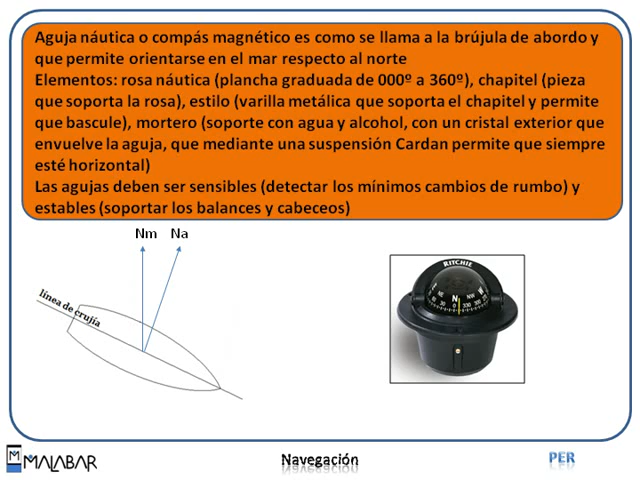 Aguja náutica o compás magnético es como se llama a la brújula de abordo y
que permite orientarse en el mar respecto al norte
Elementos: rosa náutica (plancha graduada de 000º a 360º), chapitel (pieza
que soporta la rosa), estilo (varilla metálica que soporta el chapitel y permite
que bascule), mortero (soporte con agua y alcohol, con un cristal exterior que
envuelve la aguja, que mediante una suspensión Cardan permite que siempre
esté horizontal)
Las agujas deben ser sensibles (detectar los mínimos cambios de rumbo) y
estables (soportar los balances y cabeceos)
Nm Na
línea de crujía
RITCHIE
N NW W
30 0 330 300
MALABAR
Navegación
PER